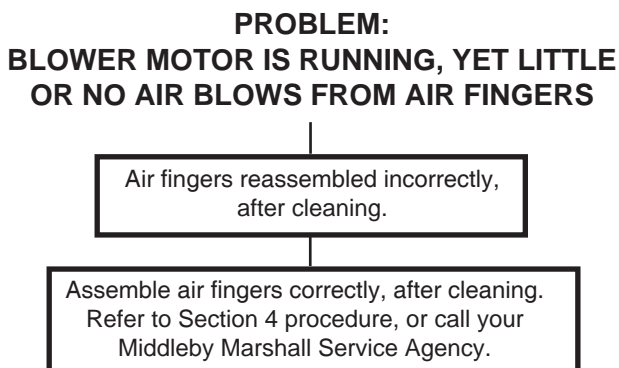 PROBLEM:
BLOWER MOTOR IS RUNNING, YET LITTLE
OR NO AIR BLOWS FROM AIR FINGERS
Air fingers reassembled incorrectly,
after cleaning.
Assemble air fingers correctly, after cleaning.
Refer to Section 4 procedure, or call your
Middleby Marshall Service Agency.